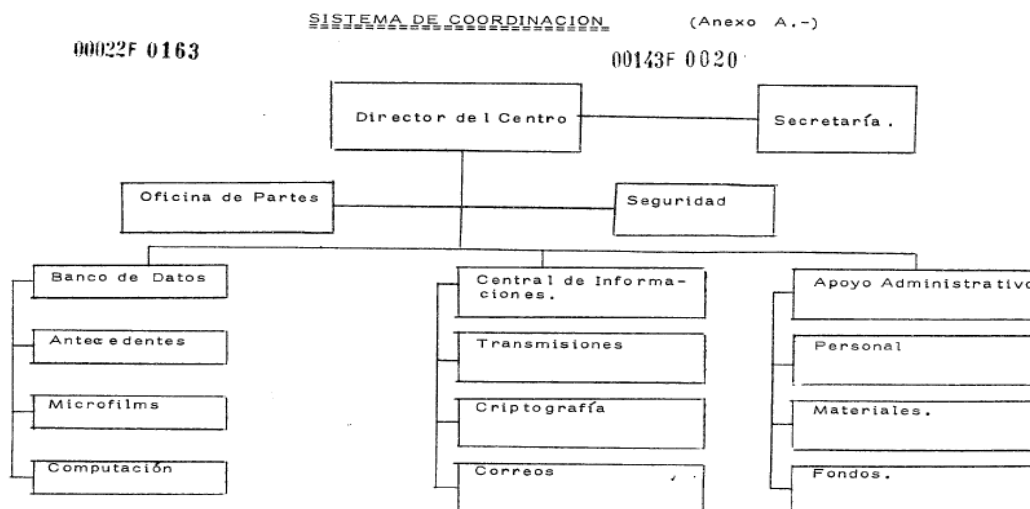 SISTEMA DE COORDINACION (Anexo A.-)
00022F 0163
00143F 0020
Director del Centro
Secretaría.
Oficina de Partes
Seguridad
Banco de Datos
Antecedentes
Microfilms
Computación
Central de Informa-
ciones.
Transmisiones
Criptografía
Correos
Apoyo Administrativo
Personal
Materiales.
Fondos.